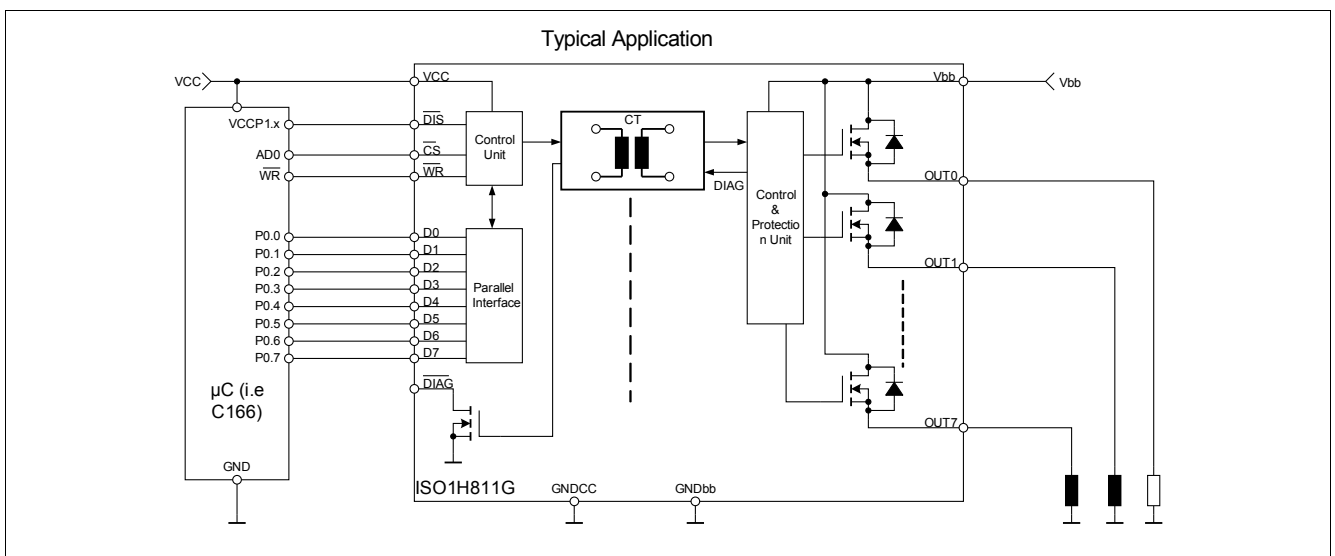 Typical Application
VCC
VCC
Vbb
Vbb
VCCP1.x
DIS
AD0
CS
WR
WR
Control
Unit
CT
DIAG
Control
&
Protectio
n Unit
OUT0
OUT1
OUT7
P0.0
P0.1
P0.2
P0.3
P0.4
P0.5
P0.6
P0.7
D0
D1
D2
D3
D4
D5
D6
D7
Parallel
Interface
DIAG
µC (i.e
C166)
GND
ISO1H811G
GNDCC
GNDbb